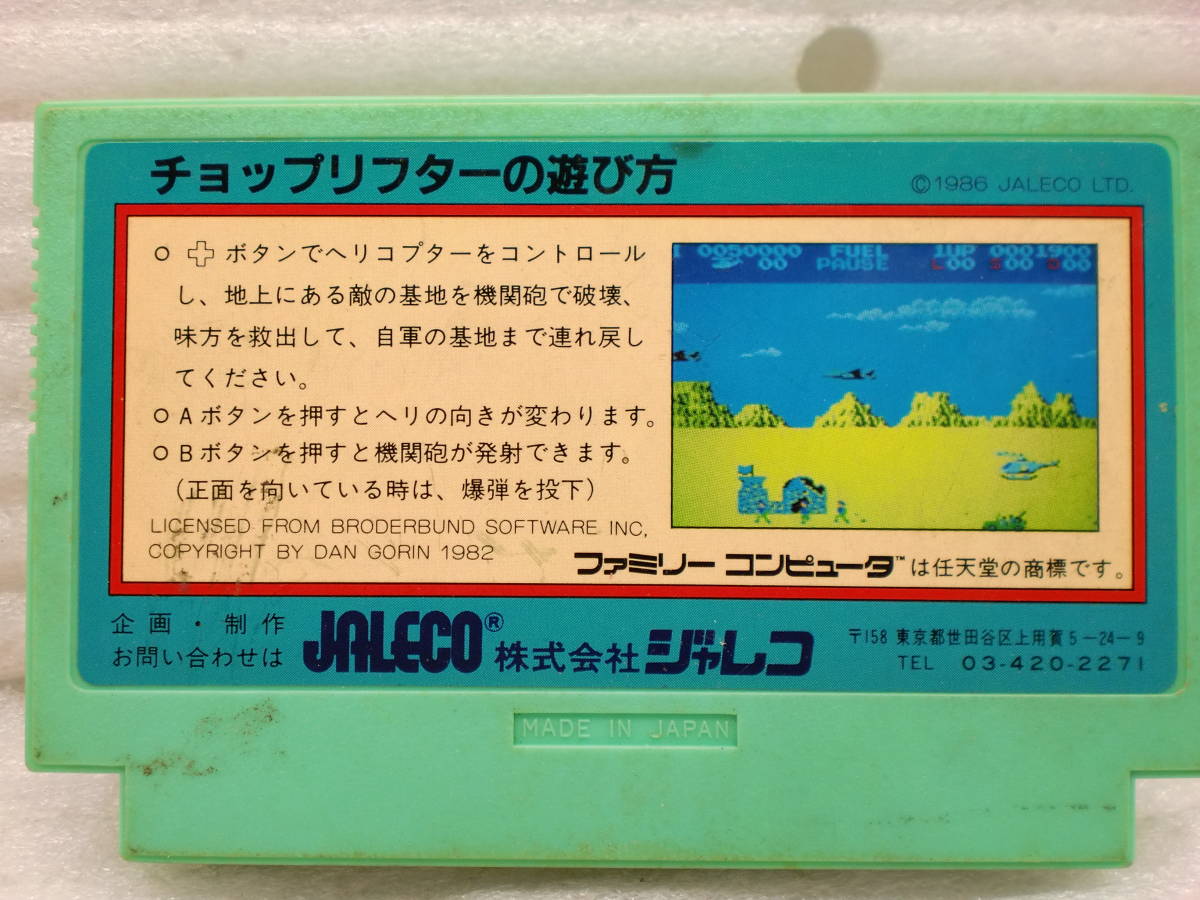 チョップリフターの遊び方
©1986 JALECO LTD.
○ ✚ボタンでヘリコプターをコントロール
し、地上にある敵の基地を機関砲で破壊、
味方を救出して、自軍の基地まで連れ戻し
てください。
○ Aボタンを押すとヘリの向きが変わります。
○ Bボタンを押すと機関砲が発射できます。
(正面を向いている時は、爆弾を投下)
LICENSED FROM BRODERBUND SOFTWARE INC,
COPYRIGHT BY DAN GORIN 1982
0050000 FUEL 1UP 0001900
00 PAUSE 00 00 00
ファミリー コンピュータ™は任天堂の商標です。
企画・制作
お問い合わせは
JALECO® 株式会社 ジャレコ
〒158 東京都世田谷区上用賀5-24-9
TEL 03-420-2271
MADE IN JAPAN